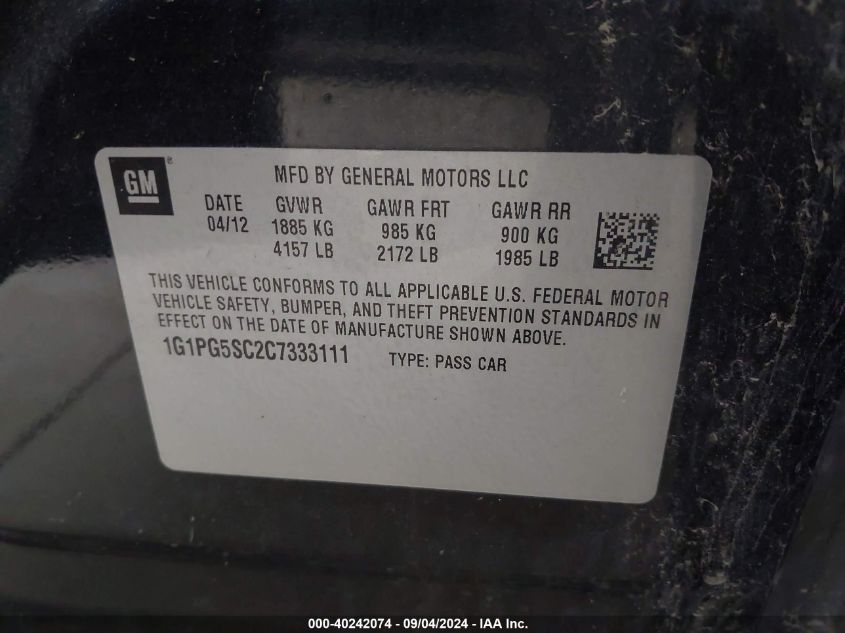 GM®
MFD BY GENERAL MOTORS LLC
DATE GVWR GAWR FRT GAWR RR
04/12 1885 KG 985 KG 900 KG
4157 LB 2172 LB 1985 LB
THIS VEHICLE CONFORMS TO ALL APPLICABLE U.S. FEDERAL MOTOR
VEHICLE SAFETY, BUMPER, AND THEFT PREVENTION STANDARDS IN
EFFECT ON THE DATE OF MANUFACTURE SHOWN ABOVE.
1G1PG5SC2C7333111 TYPE: PASS CAR
000-40242074 - 09/04/2024 - IAA Inc.